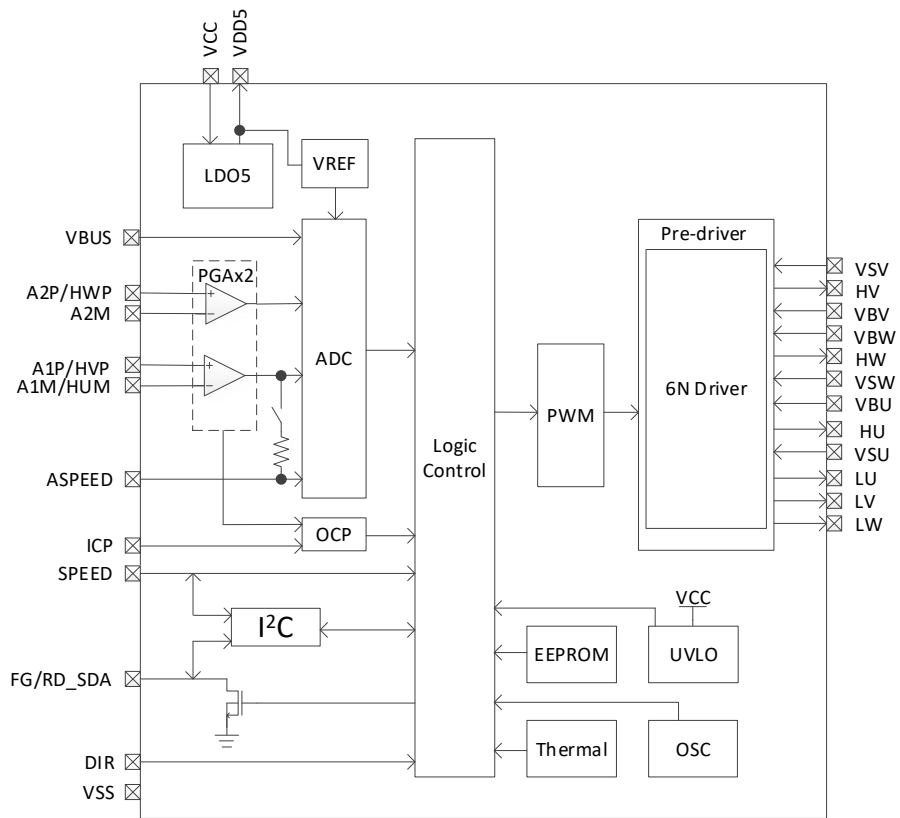 VCC
VDD5
LDO5
VREF
VBUS
PGAx2
A2P/HWP
A2M
A1P/HVP
A1M/HUM
+
−
+
−
ADC
ASPEED
OCP
ICP
SPEED
I²C
FG/RD_SDA
DIR
VSS
Logic
Control
PWM
Pre-driver
6N Driver
VSV
HV
VBV
VBW
HW
VSW
VBU
HU
VSU
LU
LV
LW
VCC
EEPROM
UVLO
Thermal
OSC